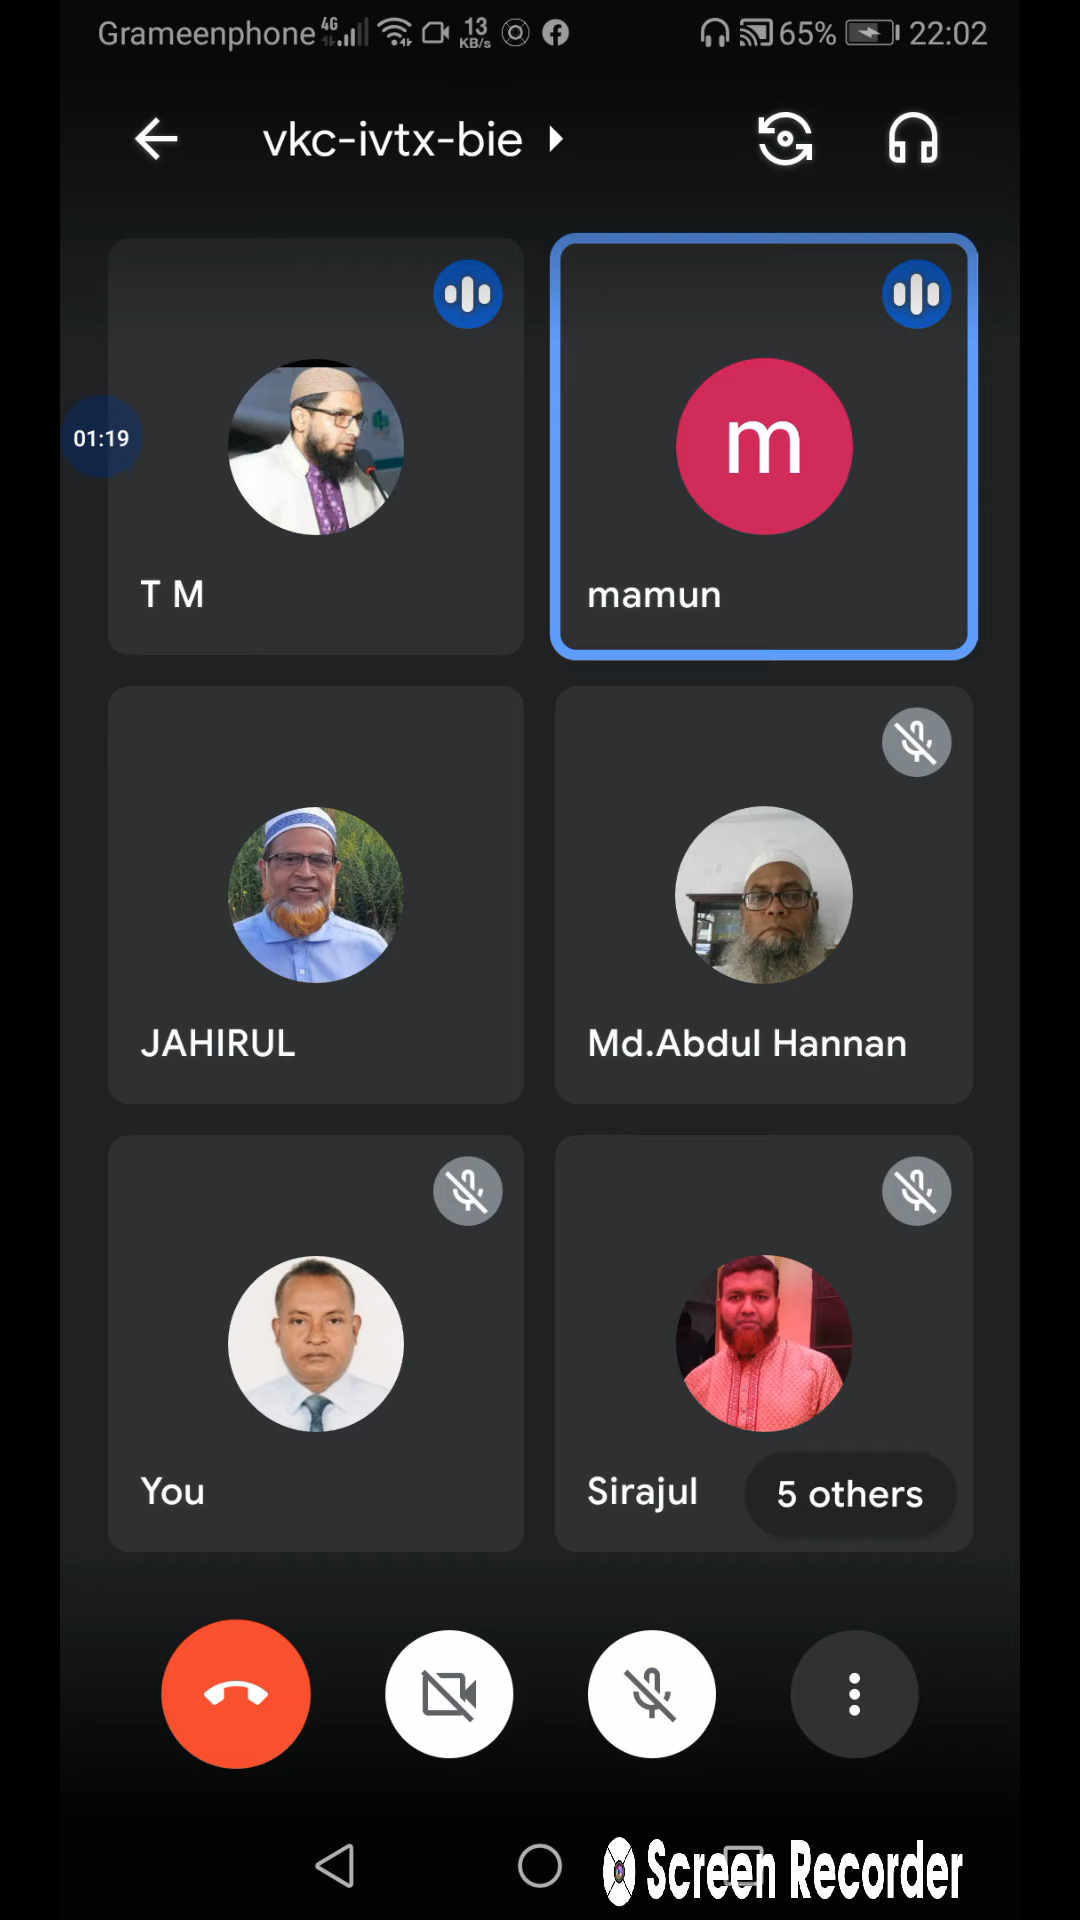 Grameenphone 4G 13 KB/s 65% 22:02
vkc-ivtx-bie
01:19
m
T M
mamun
JAHIRUL
Md.Abdul Hannan
You
Sirajul
5 others
Screen Recorder